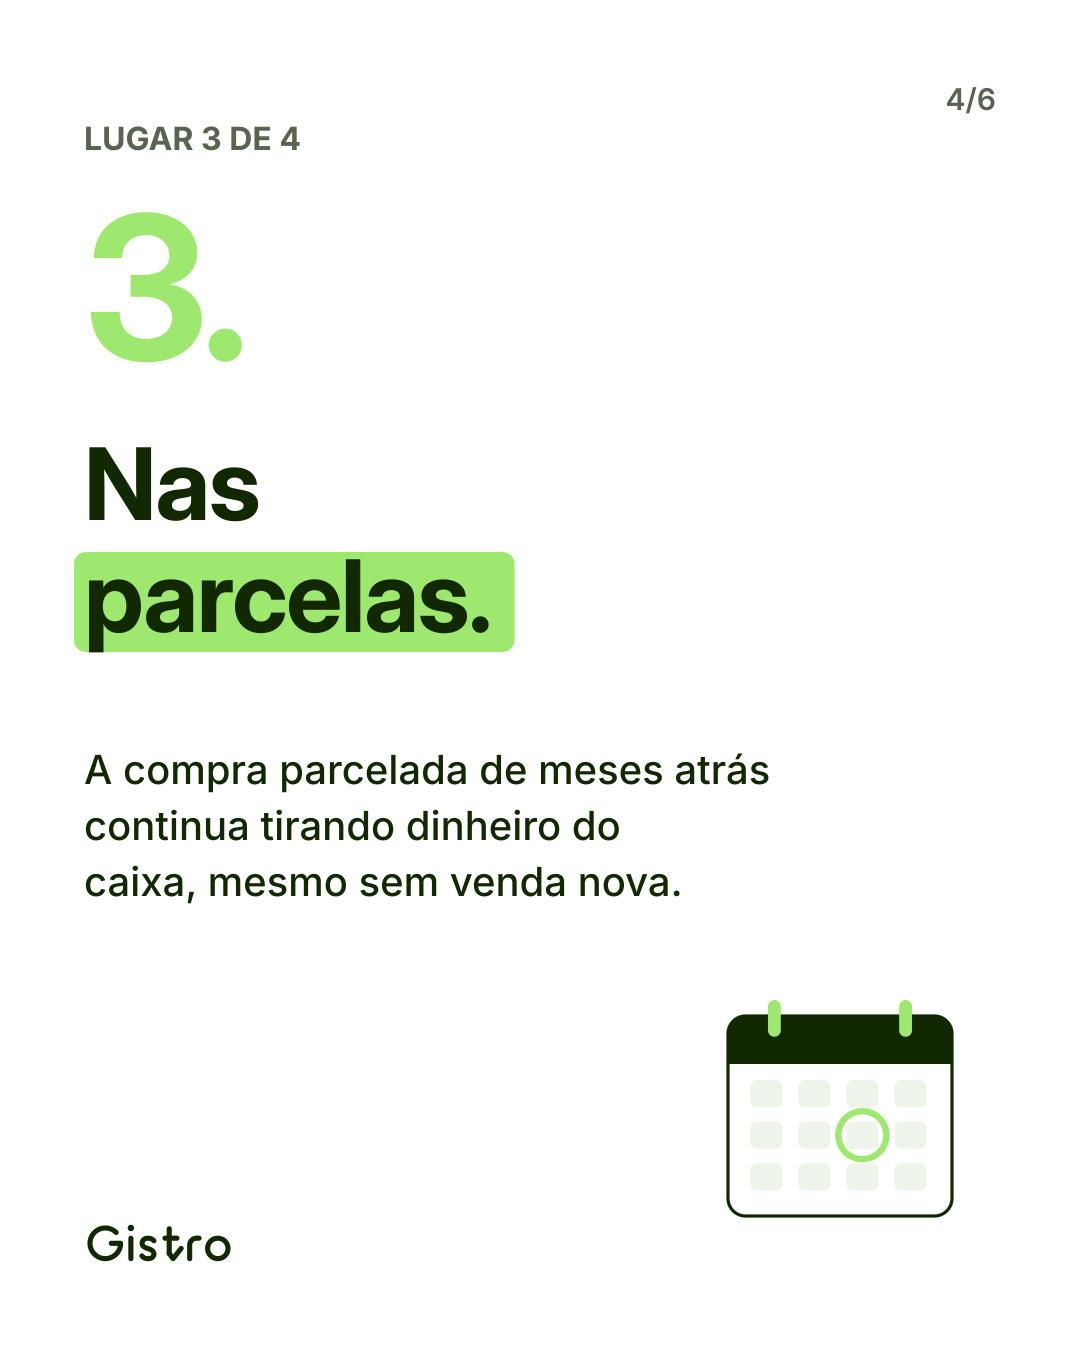 4/6
LUGAR 3 DE 4
3.
Nas
parcelas.
A compra parcelada de meses atrás
continua tirando dinheiro do
caixa, mesmo sem venda nova.
Gistro